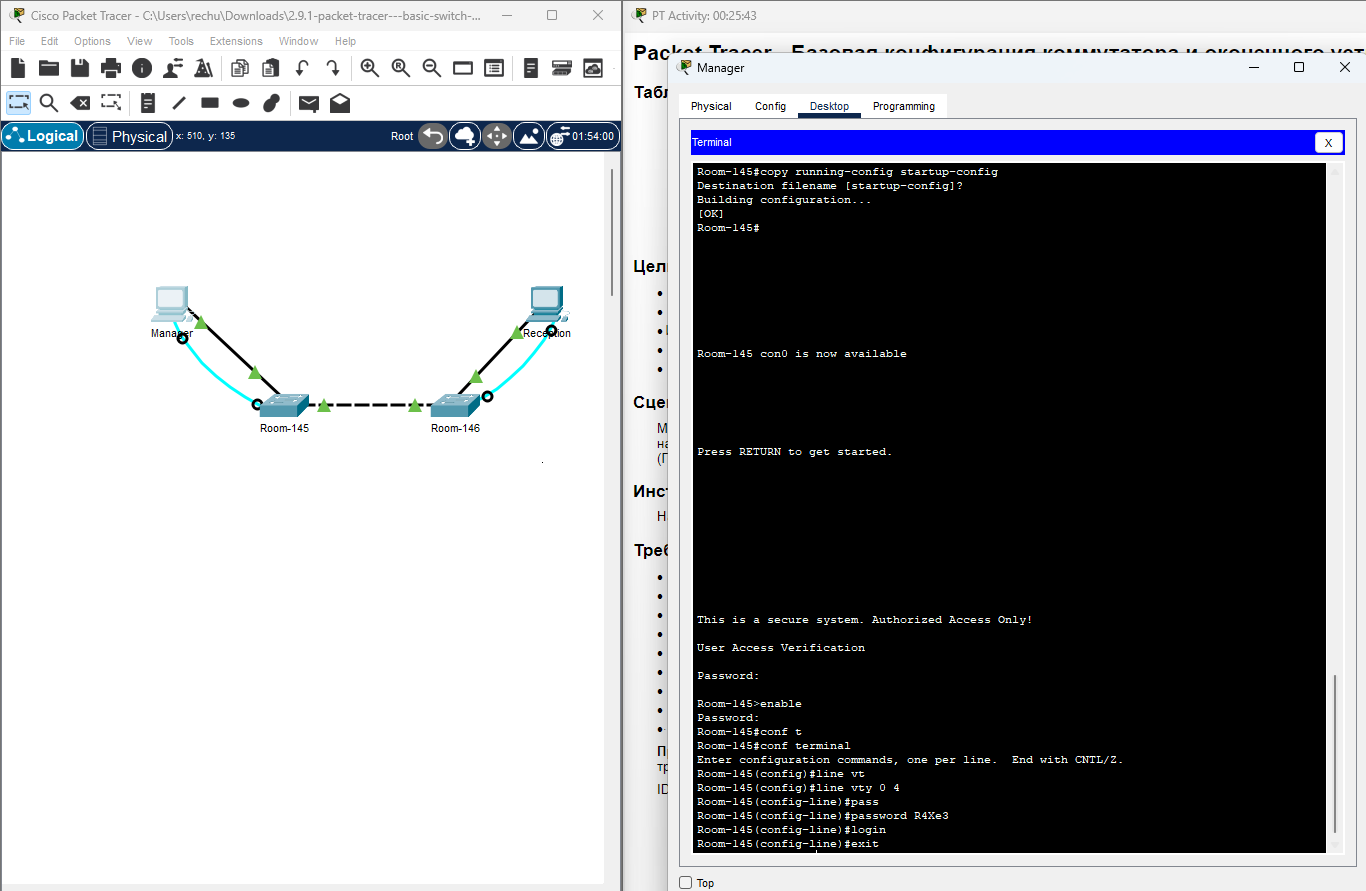 Cisco Packet Tracer - C:\Users\rechu\Downloads\2.9.1-packet-tracer---basic-switch-...
File Edit Options View Tools Extensions Window Help
Logical Physical x: 510, y: 135 Root 01:54:00
Manager
Reception
Room-145
Room-146
PT Activity: 00:25:43
Packet Tracer - Базовая конфигурация коммутатора и оконечного уст
Manager
Physical Config Desktop Programming
Terminal X
Room-145#copy running-config startup-config
Destination filename [startup-config]?
Building configuration...
[OK]
Room-145#
Room-145 con0 is now available
Press RETURN to get started.
This is a secure system. Authorized Access Only!
User Access Verification
Password:
Room-145>enable
Password:
Room-145#conf t
Room-145#conf terminal
Enter configuration commands, one per line.  End with CNTL/Z.
Room-145(config)#line vt
Room-145(config)#line vty 0 4
Room-145(config-line)#pass
Room-145(config-line)#password R4Xe3
Room-145(config-line)#login
Room-145(config-line)#exit
Top